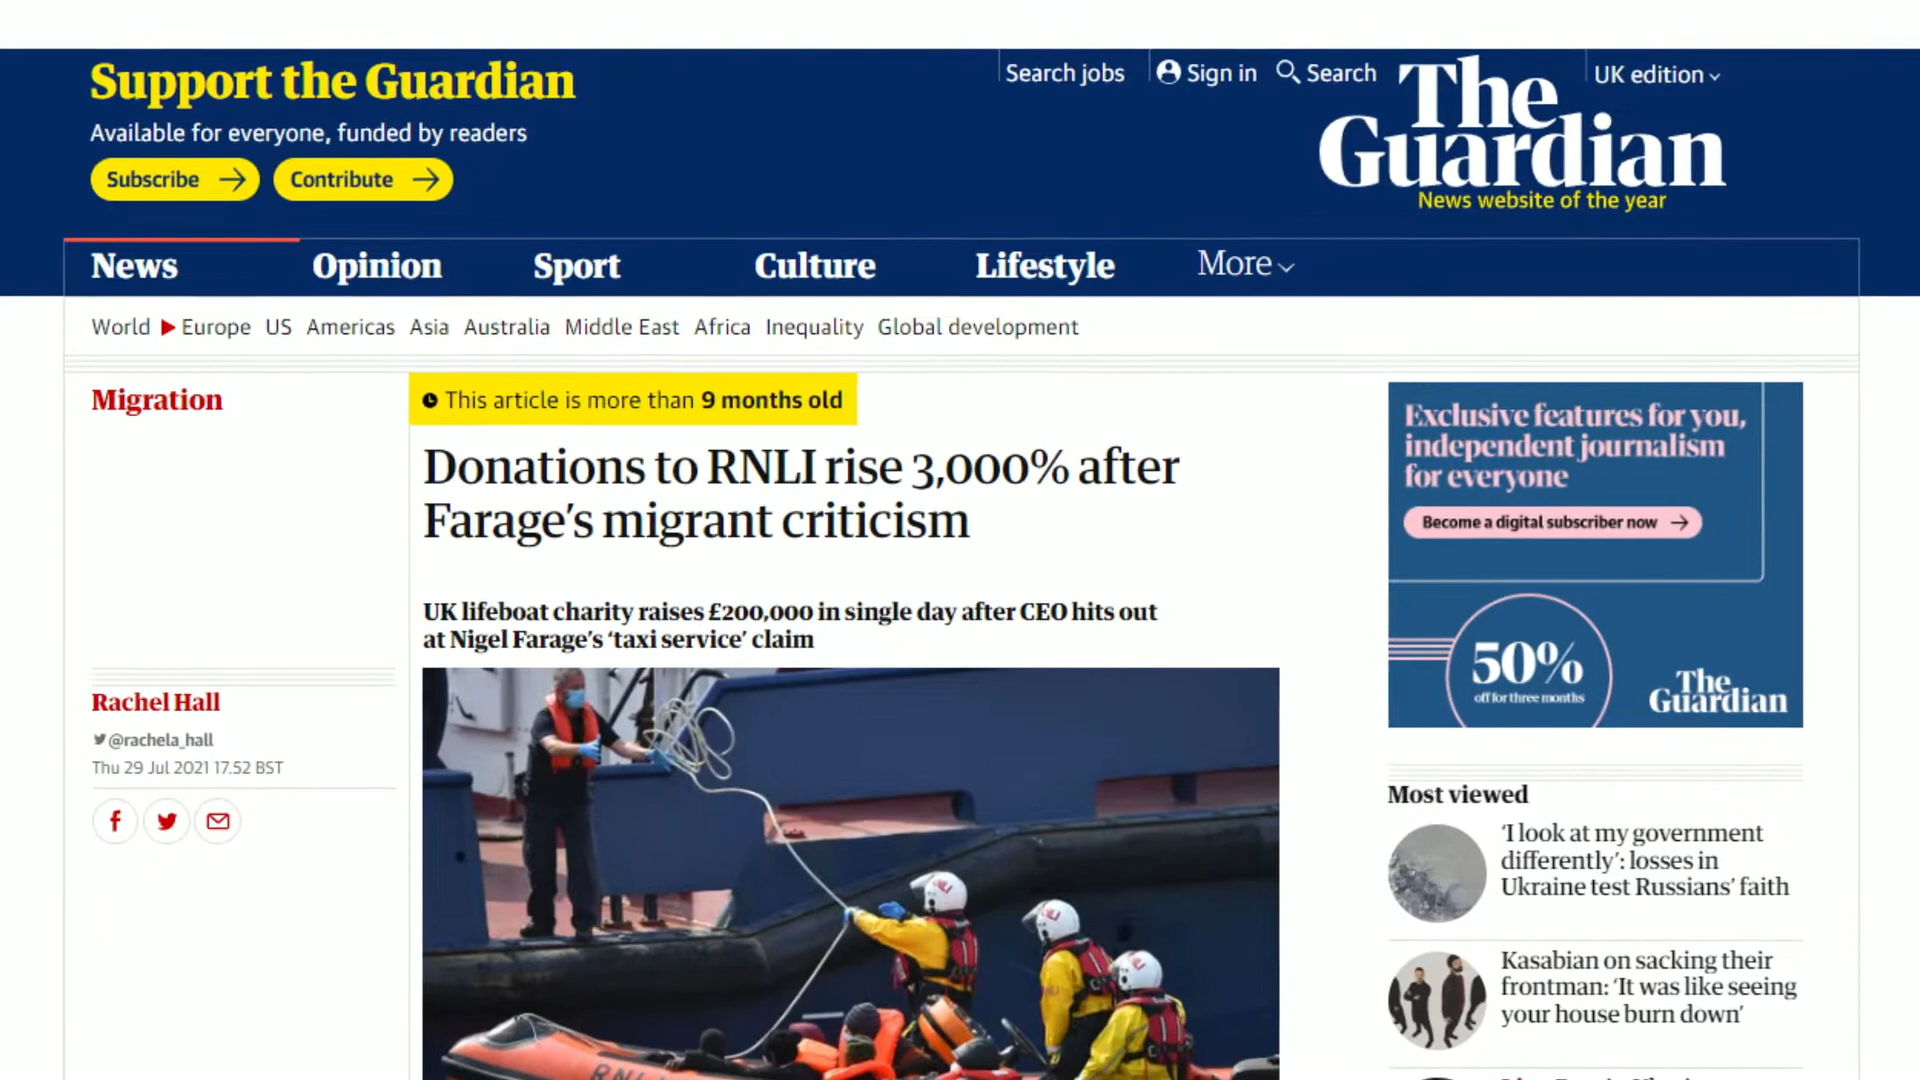 Support the Guardian
Available for everyone, funded by readers
Subscribe
Contribute
Search jobs
Sign in
Search
UK edition
The
Guardian
News website of the year
News
Opinion
Sport
Culture
Lifestyle
More
World
Europe
US
Americas
Asia
Australia
Middle East
Africa
Inequality
Global development
Migration
This article is more than 9 months old
Donations to RNLI rise 3,000% after
Farage’s migrant criticism
UK lifeboat charity raises £200,000 in single day after CEO hits out
at Nigel Farage’s ‘taxi service’ claim
Rachel Hall
@rachela_hall
Thu 29 Jul 2021 17.52 BST
Exclusive features for you,
independent journalism
for everyone
Become a digital subscriber now
50%
off for three months
The
Guardian
Most viewed
‘I look at my government
differently’: losses in
Ukraine test Russians’ faith
Kasabian on sacking their
frontman: ‘It was like seeing
your house burn down’